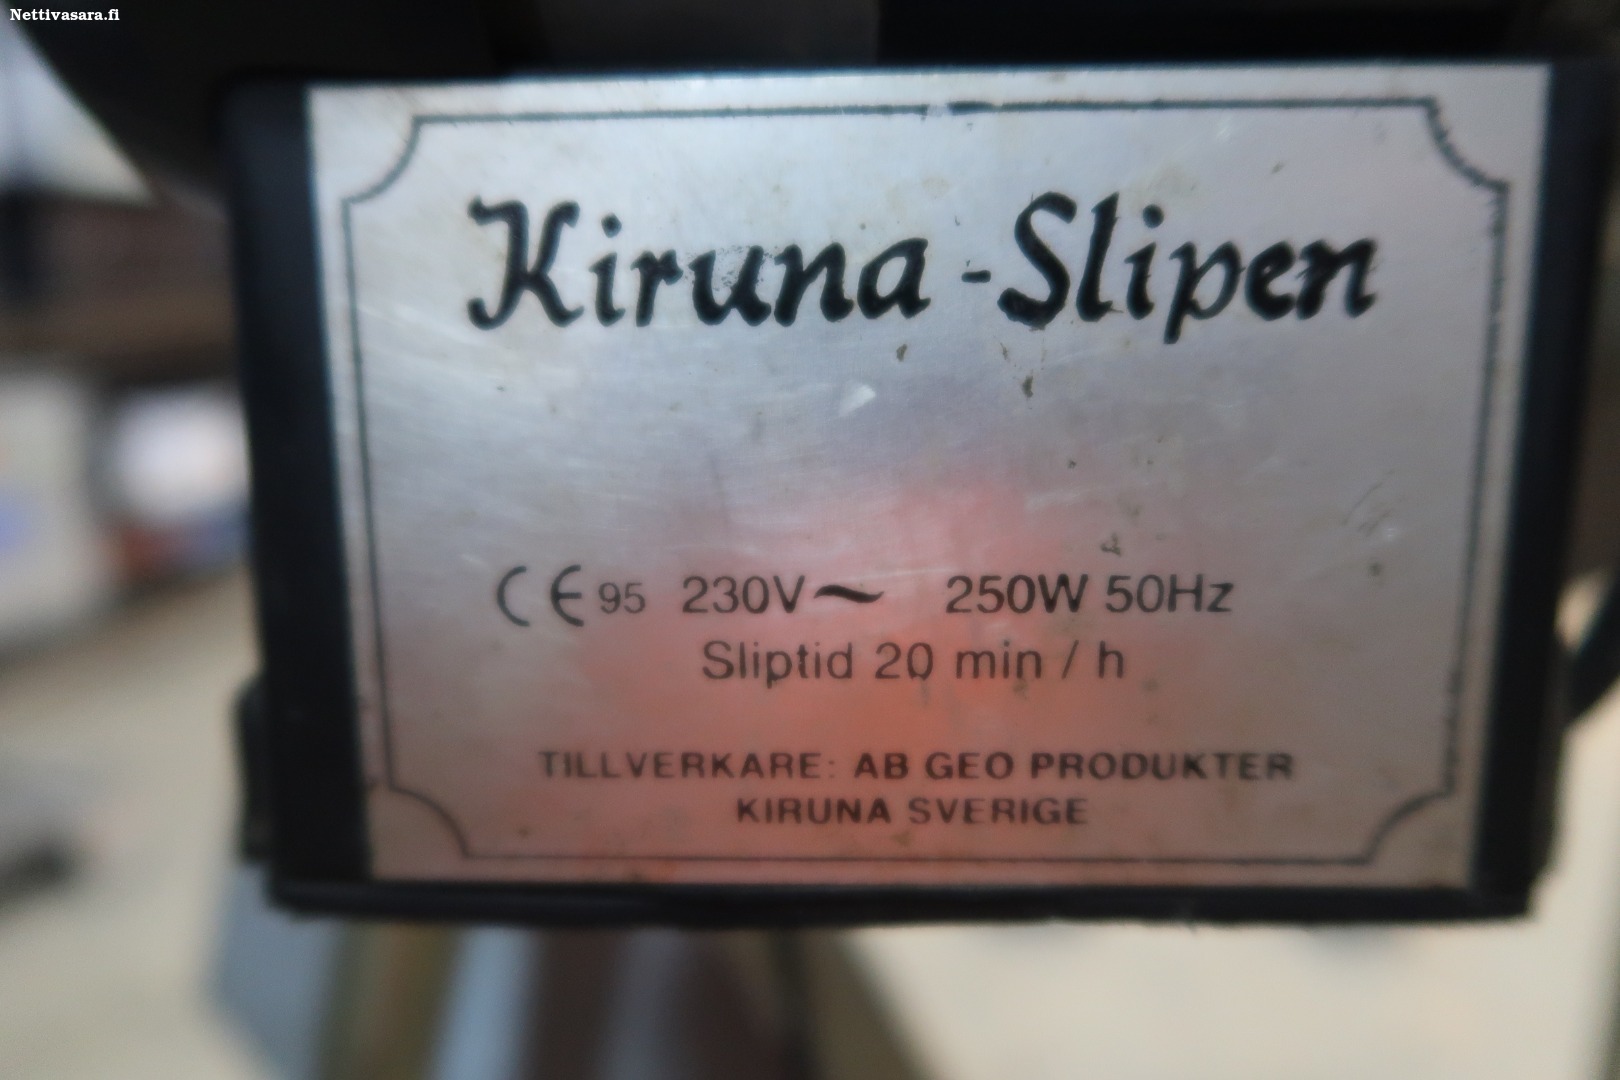 Nettivasara.fi
Kiruna-Slipen
CE 95 230V~ 250W 50Hz
Sliptid 20 min / h
TILLVERKARE: AB GEO PRODUKTER
KIRUNA SVERIGE